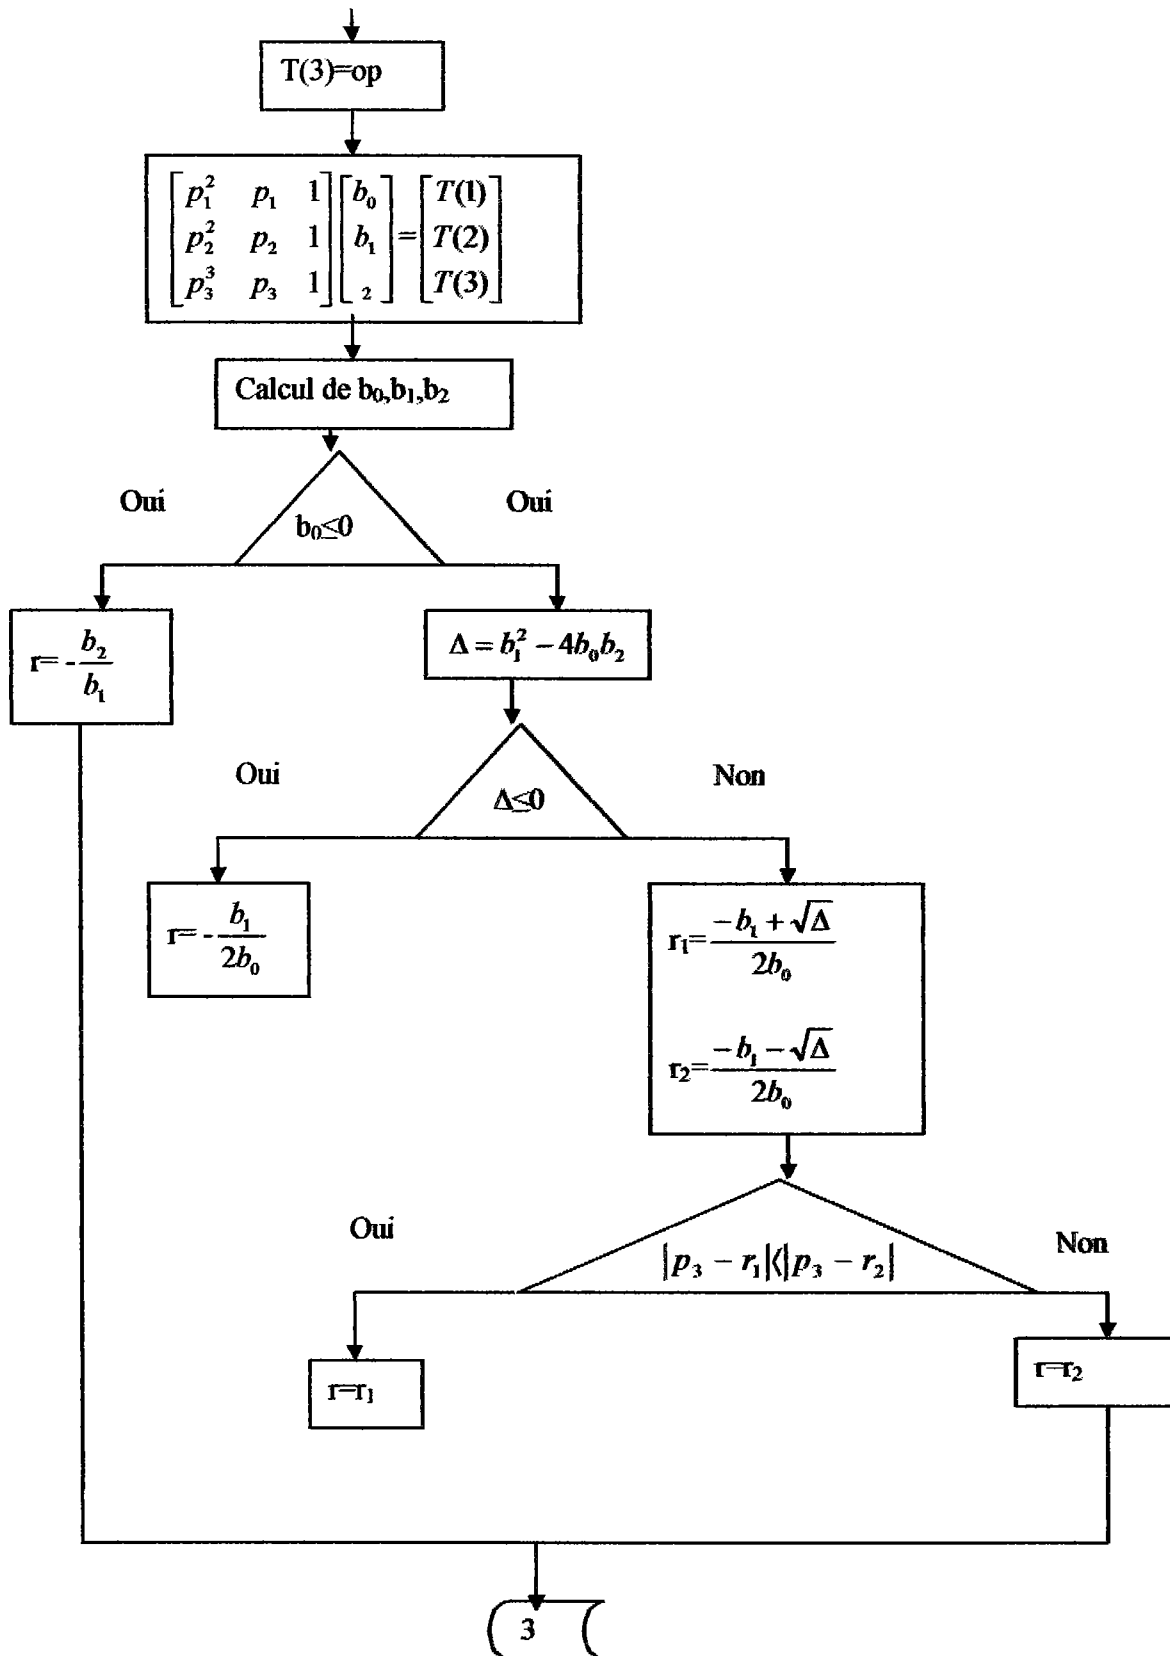 T(3)=op
[p₁² p₁ 1] [b₀] = [T(1)]
[p₂² p₂ 1] [b₁] [T(2)]
[p₃³ p₃ 1] [₂] [T(3)]
Calcul de b₀,b₁,b₂
Oui Oui
b₀≤0
r= -b₂/b₁
Δ = b₁² − 4b₀b₂
Oui Non
Δ≤0
r= -b₁/2b₀
r₁= (−b₁ + √Δ)/2b₀
r₂= (−b₁ − √Δ)/2b₀
Oui Non
|p₃ − r₁|⟨|p₃ − r₂|
r=r₁
r=r₂
3